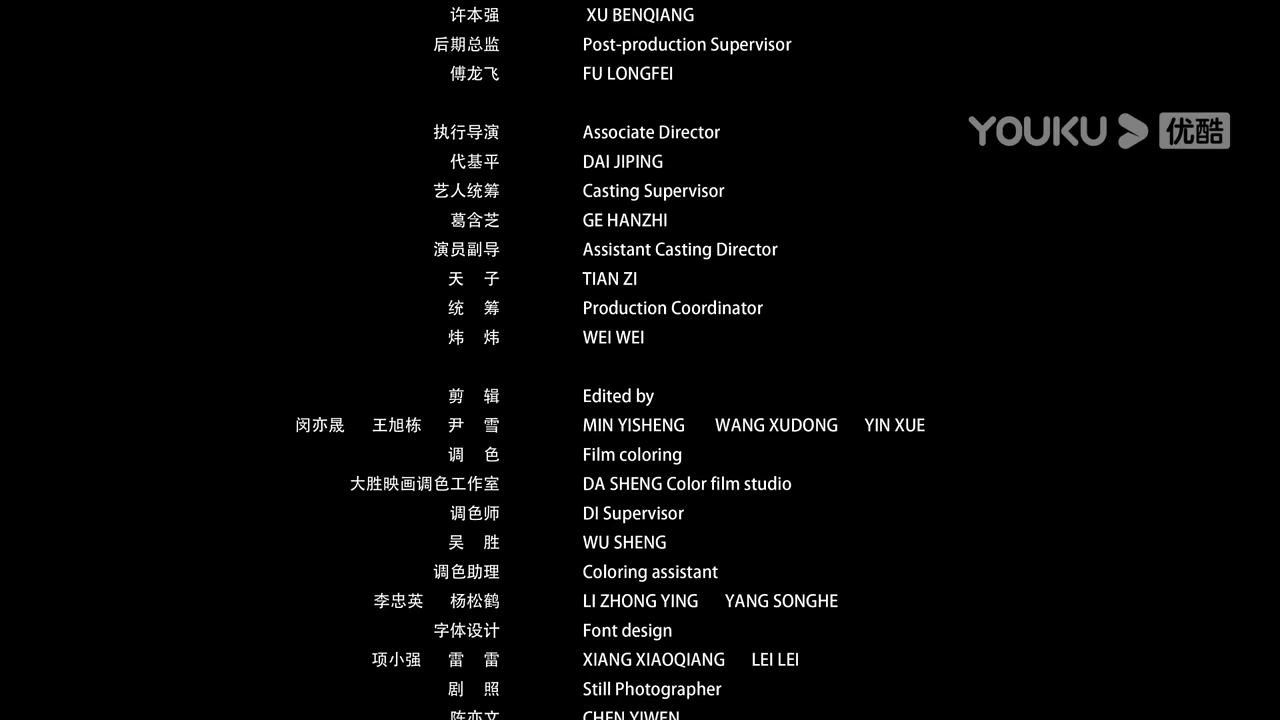 许本强 XU BENQIANG
后期总监 Post-production Supervisor
傅龙飞 FU LONGFEI
YOUKU 优酷
执行导演 Associate Director
代基平 DAI JIPING
艺人统筹 Casting Supervisor
葛含芝 GE HANZHI
演员副导 Assistant Casting Director
天 子 TIAN ZI
统 筹 Production Coordinator
炜 炜 WEI WEI
剪 辑 Edited by
闵亦晟 王旭栋 尹 雪 MIN YISHENG WANG XUDONG YIN XUE
调 色 Film coloring
大胜映画调色工作室 DA SHENG Color film studio
调色师 DI Supervisor
吴 胜 WU SHENG
调色助理 Coloring assistant
李忠英 杨松鹤 LI ZHONG YING YANG SONGHE
字体设计 Font design
项小强 雷 雷 XIANG XIAOQIANG LEI LEI
剧 照 Still Photographer
陈亦文 CHEN YIWEN